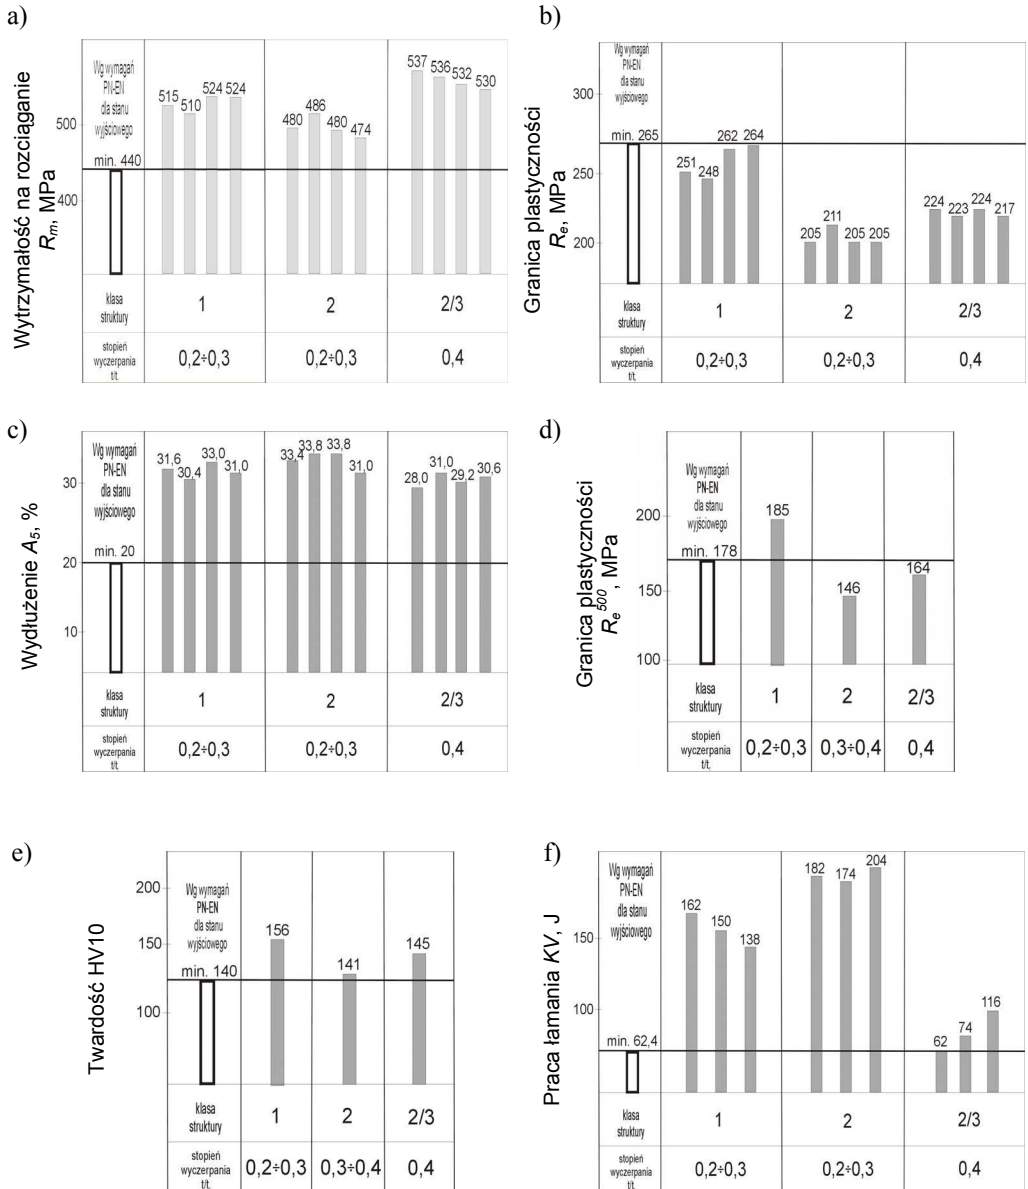 a)
Wytrzymałość na rozciąganie
R_m, MPa
500
400
Wg wymagań
PN-EN
dla stanu
wyjściowego
min. 440
515
510
524
524
480
486
480
474
537
536
532
530
klasa
struktury
1
2
2/3
stopień
wyczerpania
t/t.
0,2÷0,3
0,2÷0,3
0,4
b)
Granica plastyczności
R_e, MPa
300
200
Wg wymagań
PN-EN
dla stanu
wyjściowego
min. 265
251
248
262
264
205
211
205
205
224
223
224
217
klasa
struktury
1
2
2/3
stopień
wyczerpania
t/t.
0,2÷0,3
0,2÷0,3
0,4
c)
Wydłużenie A_5, %
30
20
10
Wg wymagań
PN-EN
dla stanu
wyjściowego
min. 20
31,6
30,4
33,0
31,0
33,4
33,8
33,8
31,0
28,0
31,0
29,2
30,6
klasa
struktury
1
2
2/3
stopień
wyczerpania
t/t.
0,2÷0,3
0,2÷0,3
0,4
d)
Granica plastyczności
R_e^500, MPa
200
150
100
Wg wymagań
PN-EN
dla stanu
wyjściowego
min. 178
185
146
164
klasa
struktury
1
2
2/3
stopień
wyczerpania
t/t.
0,2÷0,3
0,3÷0,4
0,4
e)
Twardość HV10
200
150
100
Wg wymagań
PN-EN
dla stanu
wyjściowego
min. 140
156
141
145
klasa
struktury
1
2
2/3
stopień
wyczerpania
t/t.
0,2÷0,3
0,3÷0,4
0,4
f)
Praca łamania KV, J
150
100
Wg wymagań
PN-EN
dla stanu
wyjściowego
min. 62,4
162
150
138
182
174
204
62
74
116
klasa
struktury
1
2
2/3
stopień
wyczerpania
t/t.
0,2÷0,3
0,2÷0,3
0,4